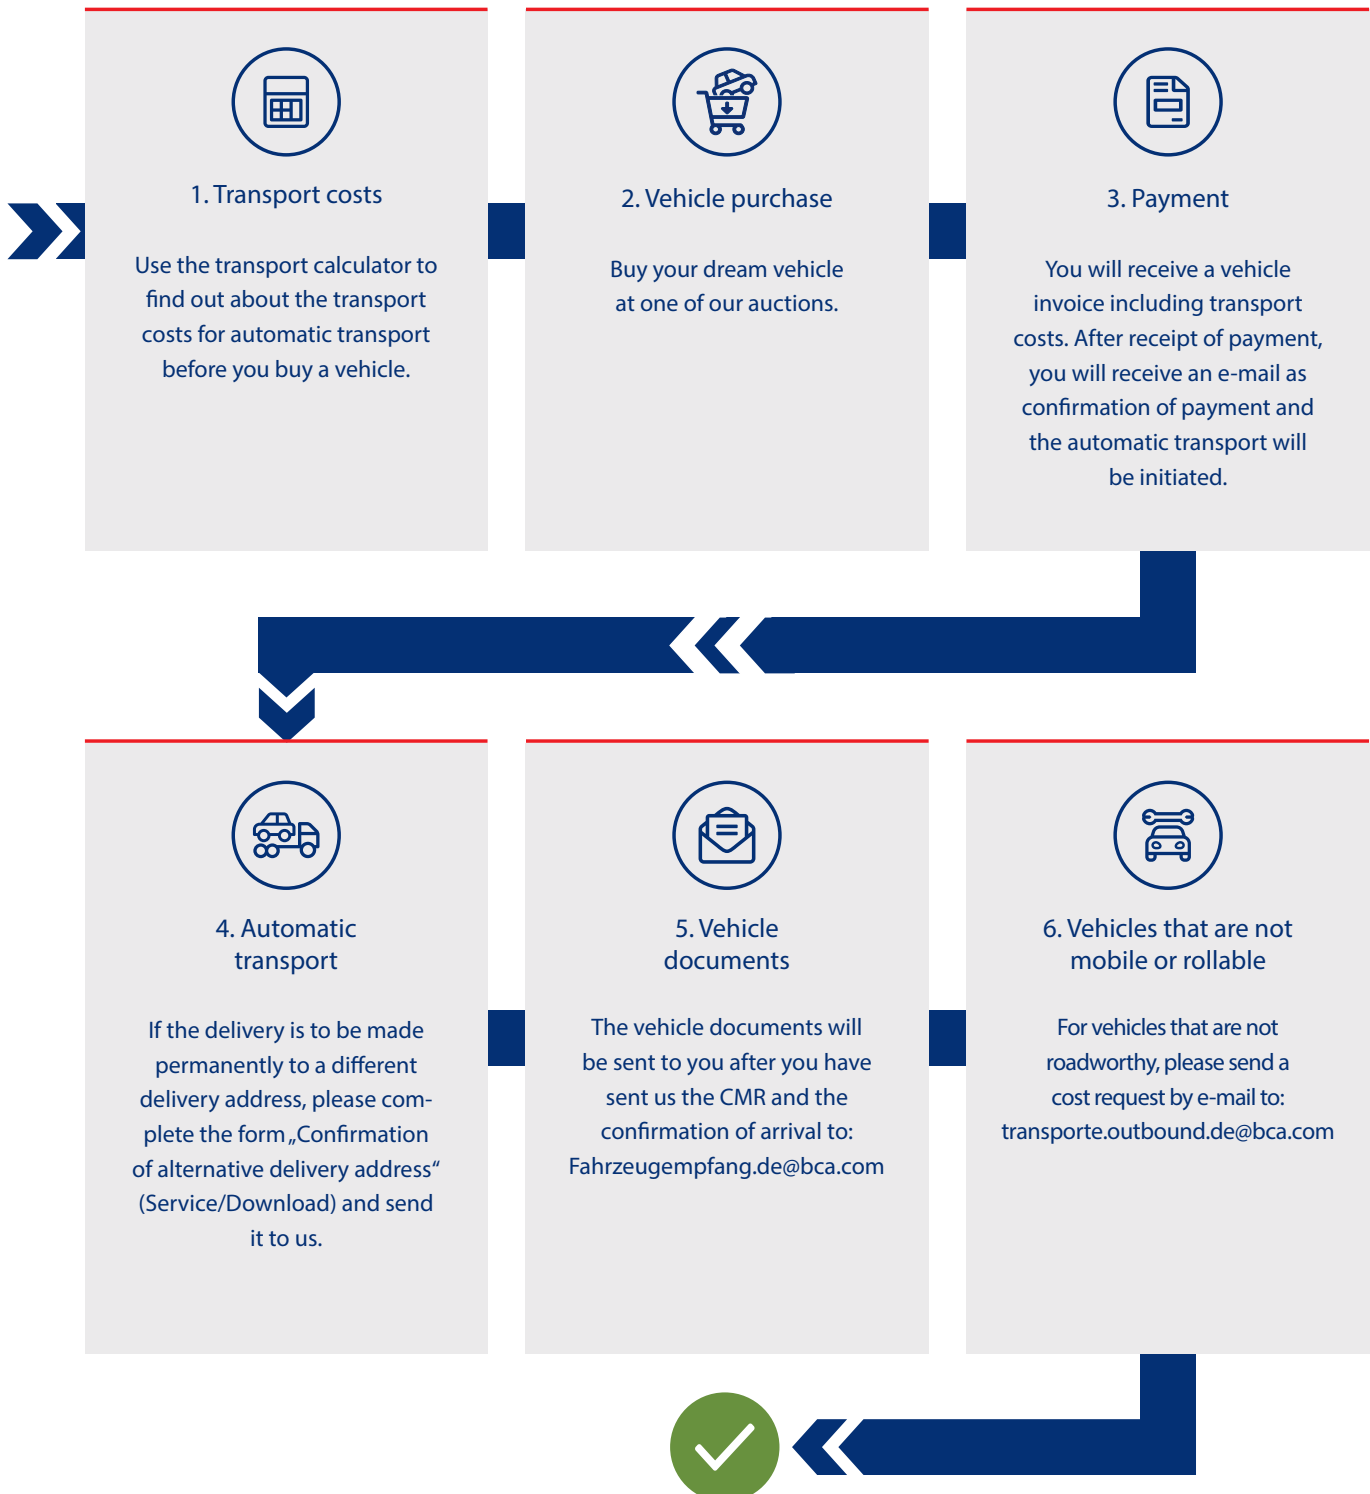 1. Transport costs
Use the transport calculator to
find out about the transport
costs for automatic transport
before you buy a vehicle.
2. Vehicle purchase
Buy your dream vehicle
at one of our auctions.
3. Payment
You will receive a vehicle
invoice including transport
costs. After receipt of payment,
you will receive an e-mail as
confirmation of payment and
the automatic transport will
be initiated.
4. Automatic
transport
If the delivery is to be made
permanently to a different
delivery address, please com-
plete the form „Confirmation
of alternative delivery address“
(Service/Download) and send
it to us.
5. Vehicle
documents
The vehicle documents will
be sent to you after you have
sent us the CMR and the
confirmation of arrival to:
Fahrzeugempfang.de@bca.com
6. Vehicles that are not
mobile or rollable
For vehicles that are not
roadworthy, please send a
cost request by e-mail to:
transporte.outbound.de@bca.com